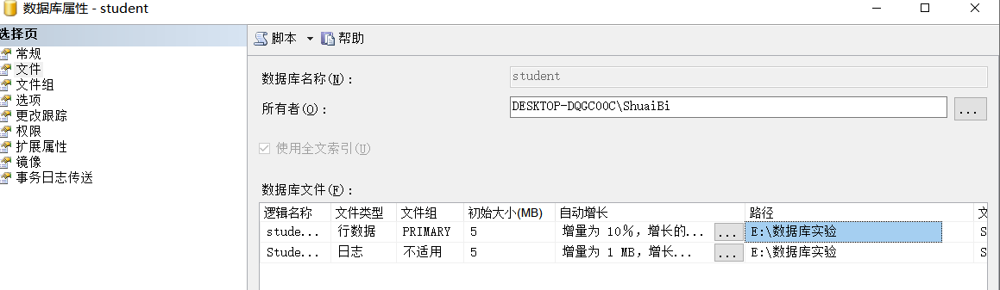 数据库属性 - student
选择页
常规
文件
文件组
选项
更改跟踪
权限
扩展属性
镜像
事务日志传送
脚本 帮助
数据库名称(N): student
所有者(O): DESKTOP-DQGC00C\ShuaiBi ...
使用全文索引(U)
数据库文件(F):
逻辑名称 文件类型 文件组 初始大小(MB) 自动增长 路径
stude... 行数据 PRIMARY 5 增量为 10%，增长的... ... E:\数据库实验 S
Stude... 日志 不适用 5 增量为 1 MB，增长... ... E:\数据库实验 S